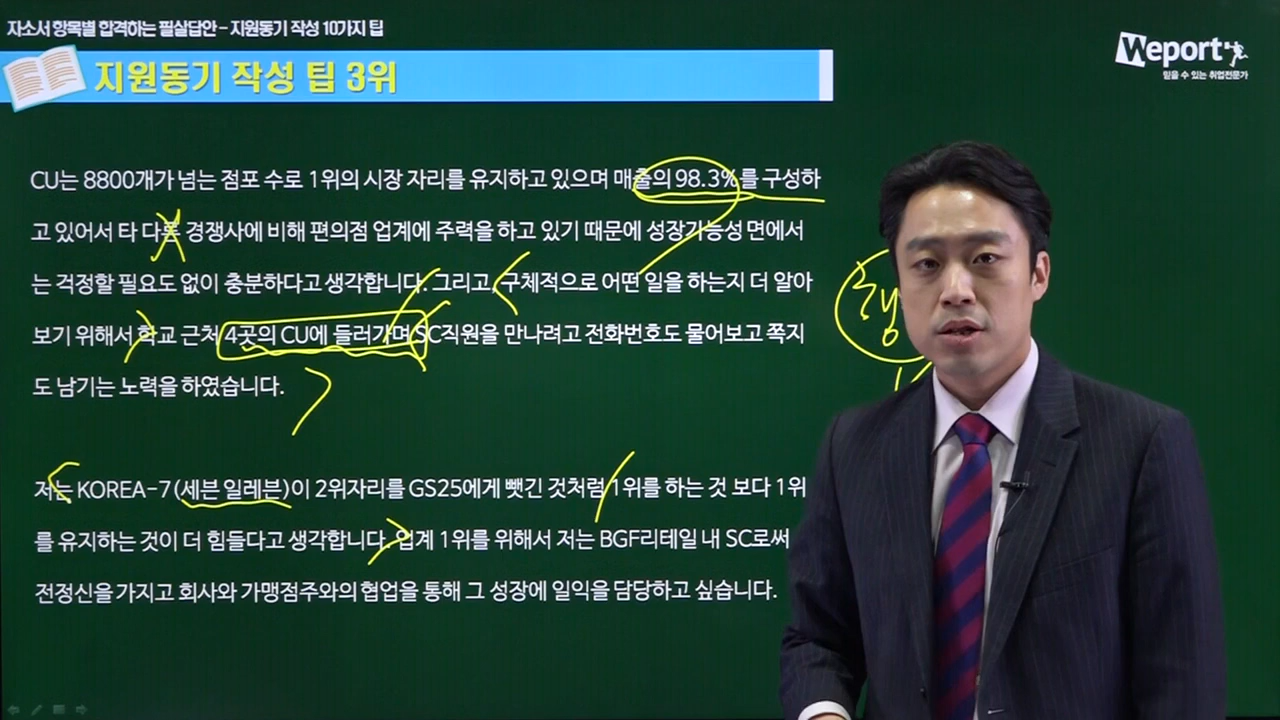 자소서 항목별 합격하는 필살답안 – 지원동기 작성 10가지 팁
Weport
믿을 수 있는 취업전문가
지원동기 작성 팁 3위
CU는 8800개가 넘는 점포 수로 1위의 시장 자리를 유지하고 있으며 매출의 98.3%를 구성하
고 있어서 타 다른 경쟁사에 비해 편의점 업계에 주력을 하고 있기 때문에 성장가능성 면에서
는 걱정할 필요도 없이 충분하다고 생각합니다. 그리고, 구체적으로 어떤 일을 하는지 더 알아
보기 위해서 학교 근처 4곳의 CU에 들러가며 SC직원을 만나려고 전화번호도 물어보고 쪽지
도 남기는 노력을 하였습니다.
저는 KOREA-7(세븐 일레븐)이 2위자리를 GS25에게 뺏긴 것처럼 1위를 하는 것 보다 1위
를 유지하는 것이 더 힘들다고 생각합니다. 업계 1위를 위해서 저는 BGF리테일 내 SC로써
전정신을 가지고 회사와 가맹점주와의 협업을 통해 그 성장에 일익을 담당하고 싶습니다.